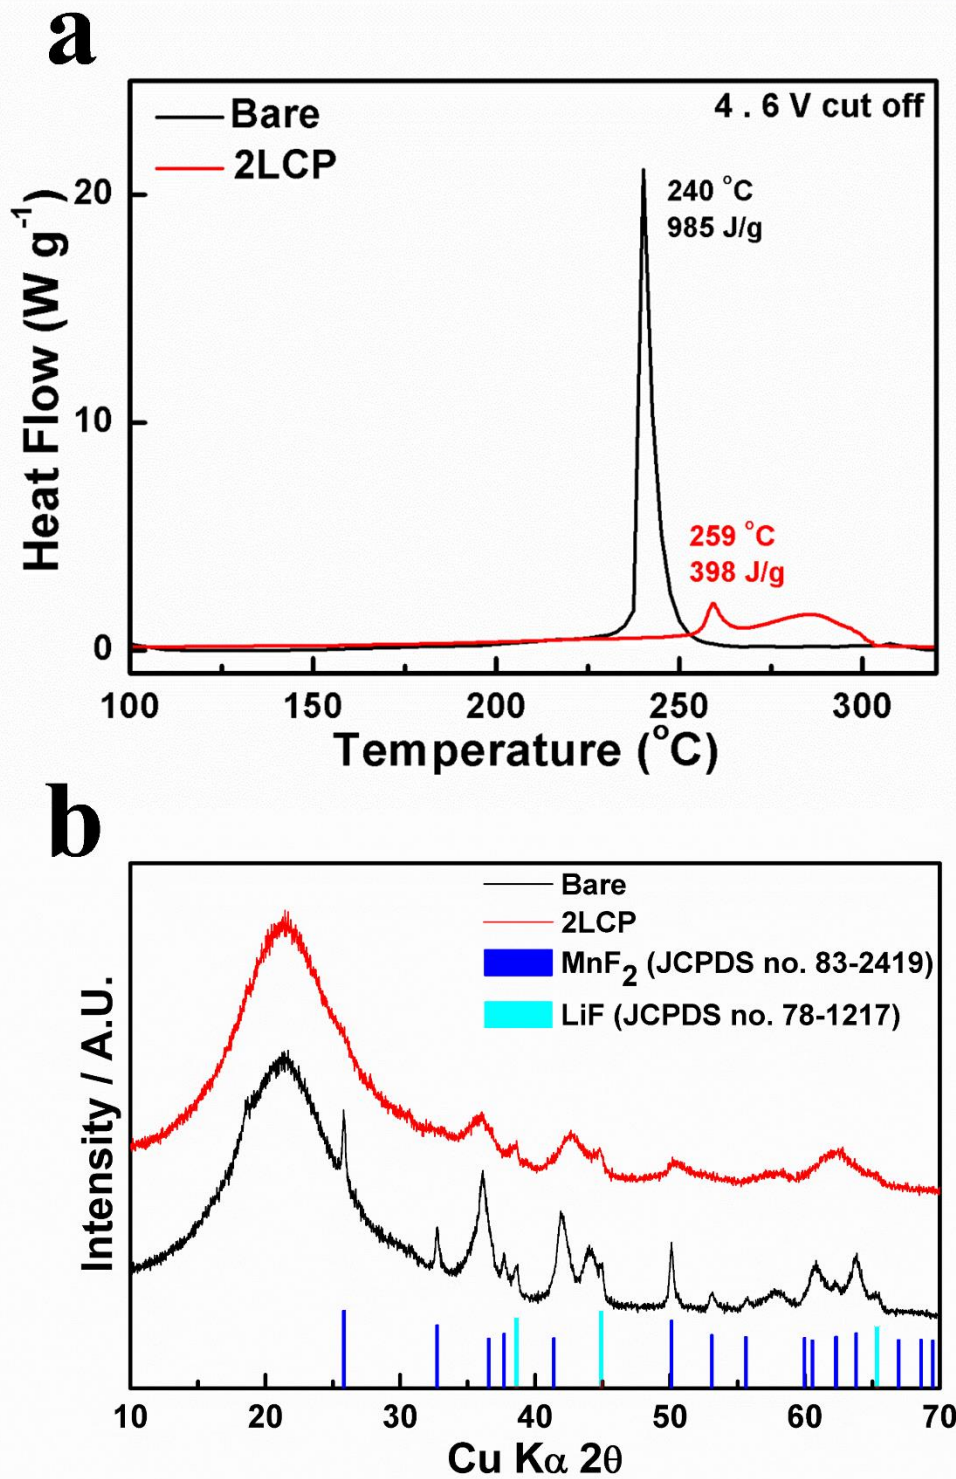 a
Bare
2LCP
4 . 6 V cut off
240 °C
985 J/g
259 °C
398 J/g
20
10
0
Heat Flow (W g⁻¹)
100 150 200 250 300
Temperature (°C)
b
Bare
2LCP
MnF₂ (JCPDS no. 83-2419)
LiF (JCPDS no. 78-1217)
Intensity / A.U.
10 20 30 40 50 60 70
Cu Kα 2θ